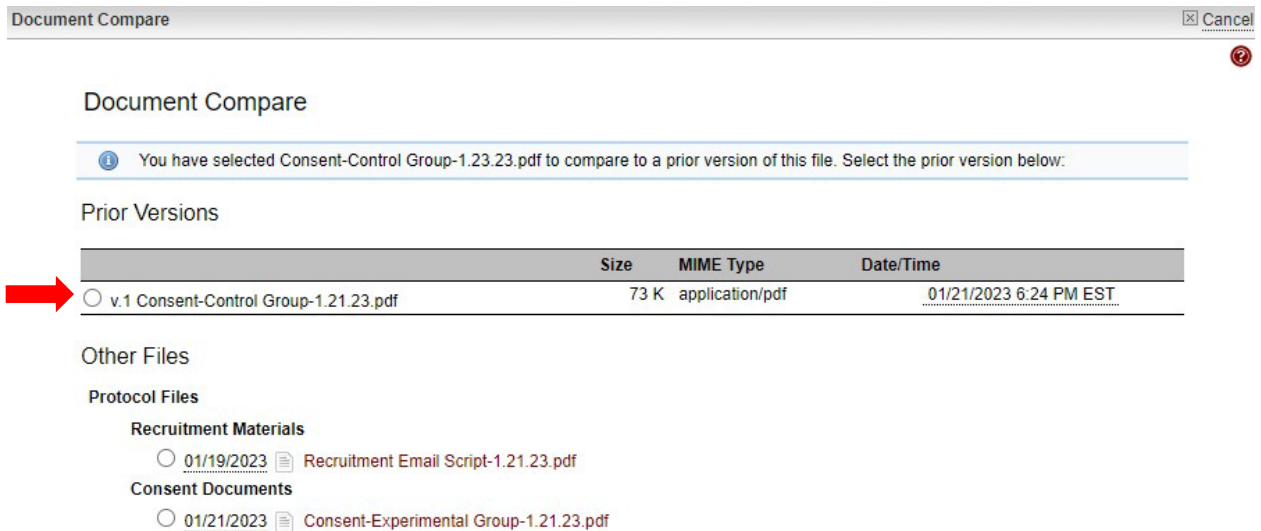 Document Compare
Cancel
Document Compare
You have selected Consent-Control Group-1.23.23.pdf to compare to a prior version of this file. Select the prior version below:
Prior Versions
Size MIME Type Date/Time
v.1 Consent-Control Group-1.21.23.pdf 73 K application/pdf 01/21/2023 6:24 PM EST
Other Files
Protocol Files
Recruitment Materials
01/19/2023 Recruitment Email Script-1.21.23.pdf
Consent Documents
01/21/2023 Consent-Experimental Group-1.21.23.pdf